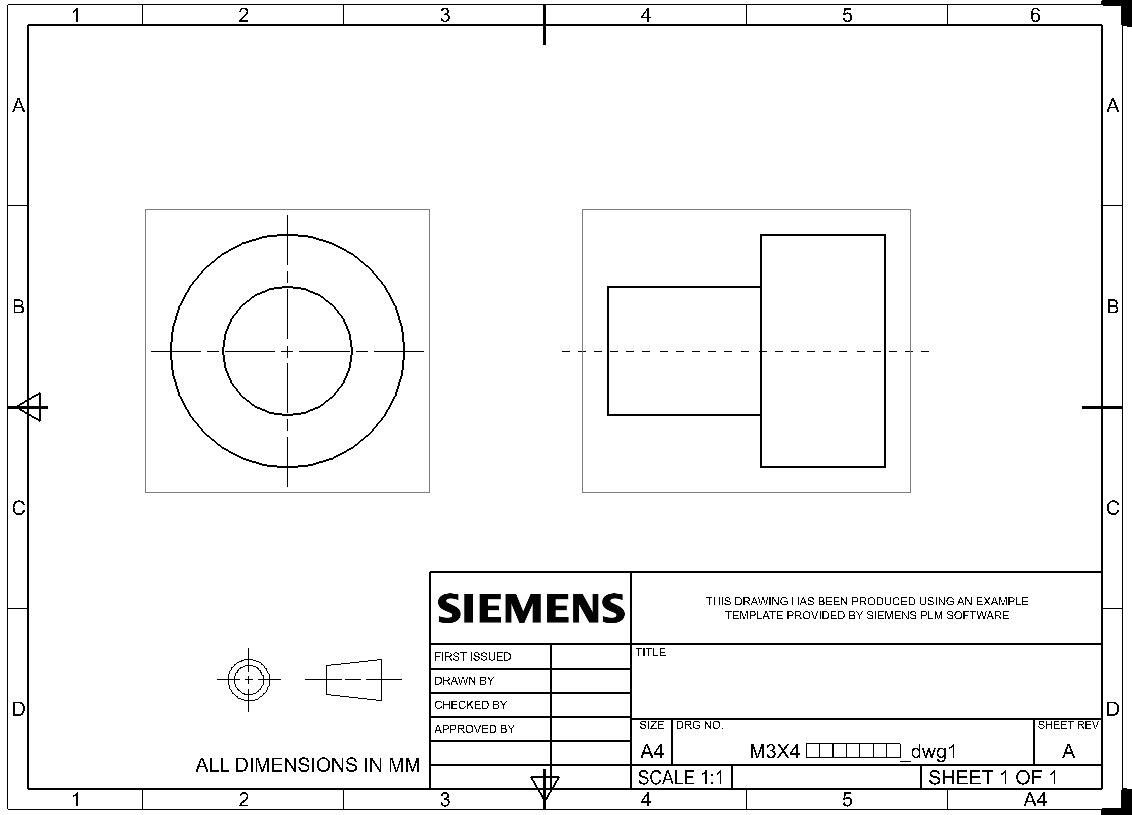 1 2 3 4 5 6
A A
B B
C C
SIEMENS
THIS DRAWING HAS BEEN PRODUCED USING AN EXAMPLE
TEMPLATE PROVIDED BY SIEMENS PLM SOFTWARE
FIRST ISSUED
TITLE
DRAWN BY
CHECKED BY
D D
APPROVED BY
SIZE DRG NO. SHEET REV
A4 M3X4 □□□□□□□_dwg1 A
ALL DIMENSIONS IN MM
SCALE 1:1 SHEET 1 OF 1
1 2 3 4 5 A4